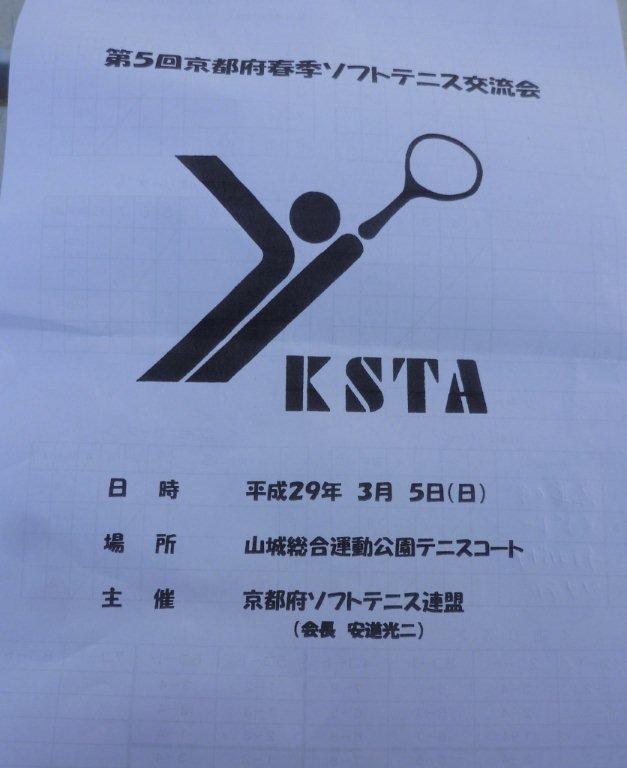 第5回京都府春季ソフトテニス交流会
KSTA
日 時 平成29年 3月 5日(日)
場 所 山城総合運動公園テニスコート
主 催 京都府ソフトテニス連盟
(会長 安道光二)